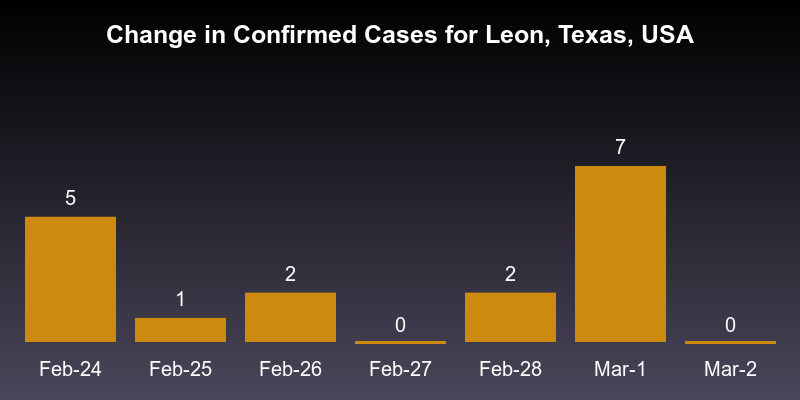 Change in Confirmed Cases for Leon, Texas, USA
5
1
2
0
2
7
0
Feb-24
Feb-25
Feb-26
Feb-27
Feb-28
Mar-1
Mar-2